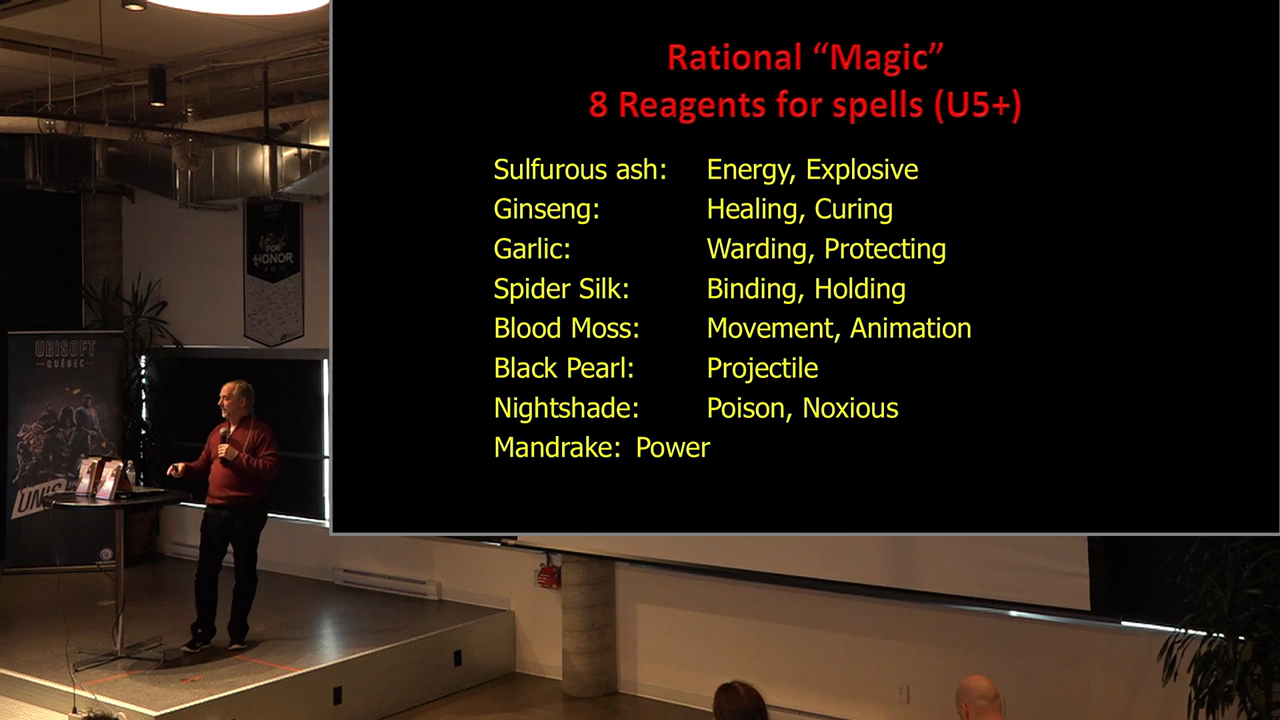 Rational “Magic”
8 Reagents for spells (U5+)
Sulfurous ash: Energy, Explosive
Ginseng: Healing, Curing
Garlic: Warding, Protecting
Spider Silk: Binding, Holding
Blood Moss: Movement, Animation
Black Pearl: Projectile
Nightshade: Poison, Noxious
Mandrake: Power
FOR
HONOR
UBISOFT
QUÉBEC